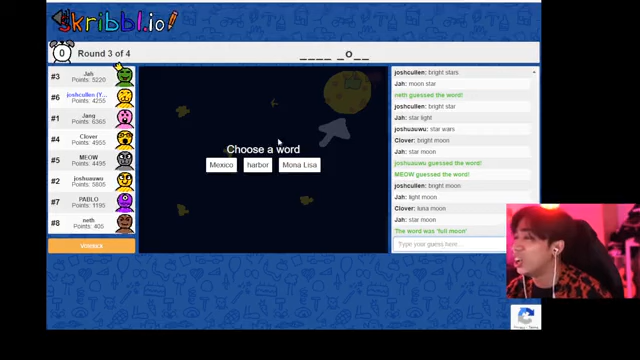 skribbl.io!
0
Round 3 of 4
____ _o__
#3 Jah
Points: 5220
#6 joshcullen (Y...
Points: 4255
#1 Jang
Points: 6365
#4 Clover
Points: 4955
#5 MEOW
Points: 4495
#2 joshuauwu
Points: 5805
#7 PABLO
Points: 1195
#8 neth
Points: 405
Choose a word
Mexico
harbor
Mona Lisa
joshcullen: bright stars
Jah: moon star
neth guessed the word!
joshcullen: bright star
Jah: star light
joshuauwu: star wars
Clover: bright moon
Jah: star moon
joshuauwu guessed the word!
MEOW guessed the word!
joshcullen: bright moon
Jah: light moon
Clover: luna moon
Jah: star moon
The word was 'full moon'
Type your guess here...